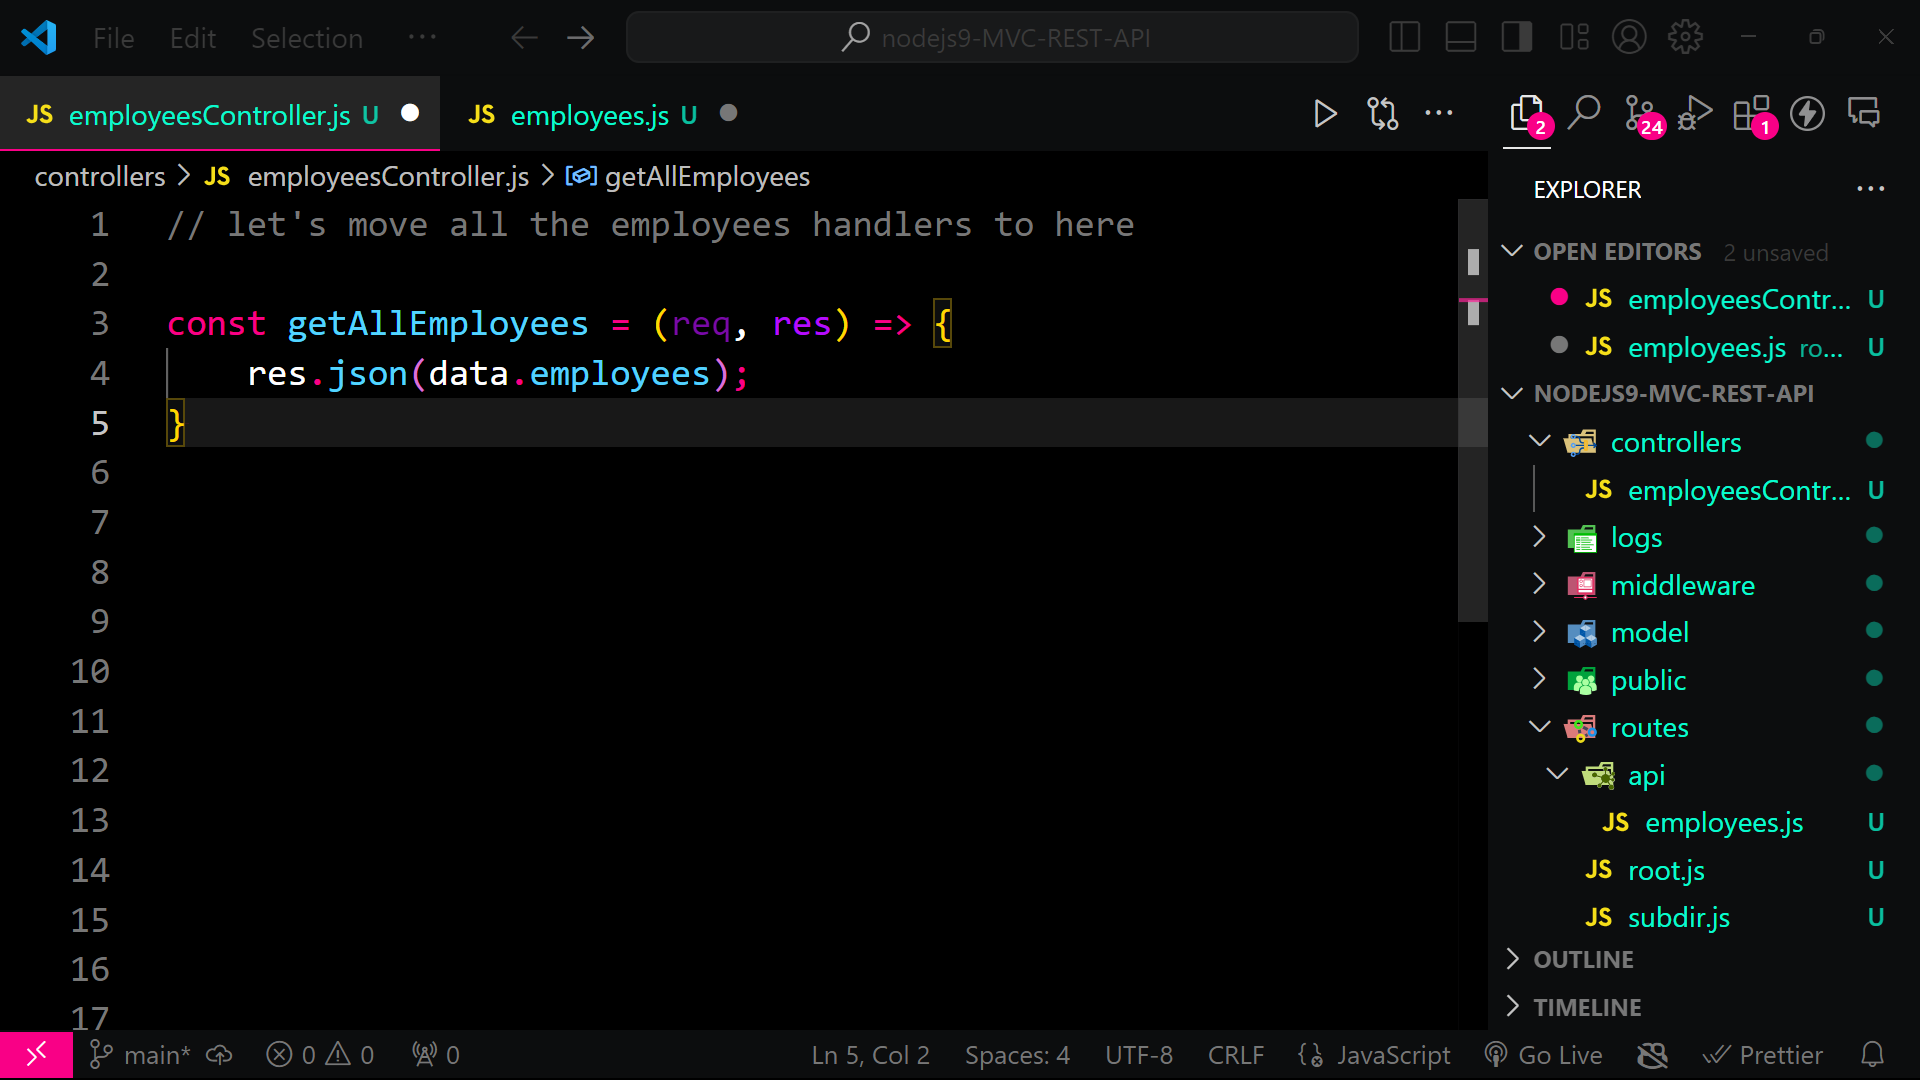 File Edit Selection ··· nodejs9-MVC-REST-API
JS employeesController.js U JS employees.js U
2 24 1
controllers > JS employeesController.js > getAllEmployees
1 // let's move all the employees handlers to here
2
3 const getAllEmployees = (req, res) => {
4 res.json(data.employees);
5 }
6
7
8
9
10
11
12
13
14
15
16
17
EXPLORER ···
OPEN EDITORS 2 unsaved
JS employeesContr... U
JS employees.js ro... U
NODEJS9-MVC-REST-API
controllers
JS employeesContr... U
logs
middleware
model
public
routes
api
JS employees.js U
JS root.js U
JS subdir.js U
OUTLINE
TIMELINE
main* 0 0 0 Ln 5, Col 2 Spaces: 4 UTF-8 CRLF JavaScript Go Live Prettier